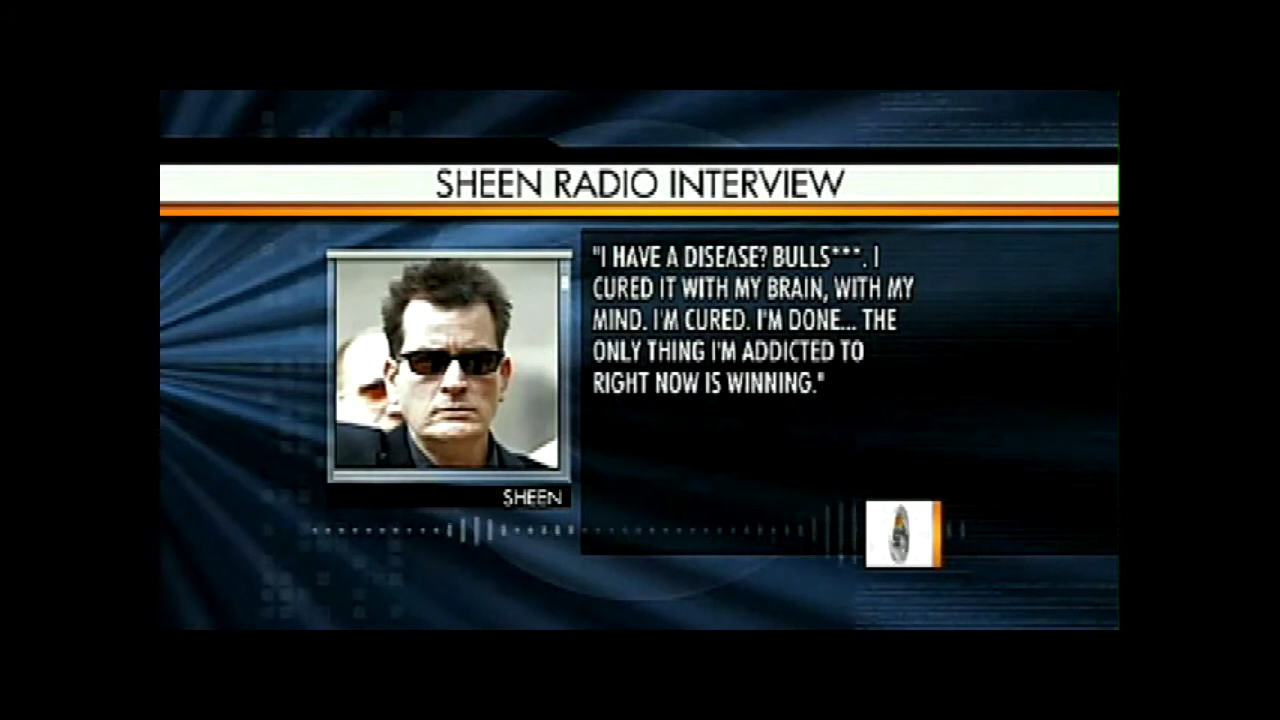 SHEEN RADIO INTERVIEW
"I HAVE A DISEASE? BULLS***. I
CURED IT WITH MY BRAIN, WITH MY
MIND. I'M CURED. I'M DONE... THE
ONLY THING I'M ADDICTED TO
RIGHT NOW IS WINNING."
SHEEN